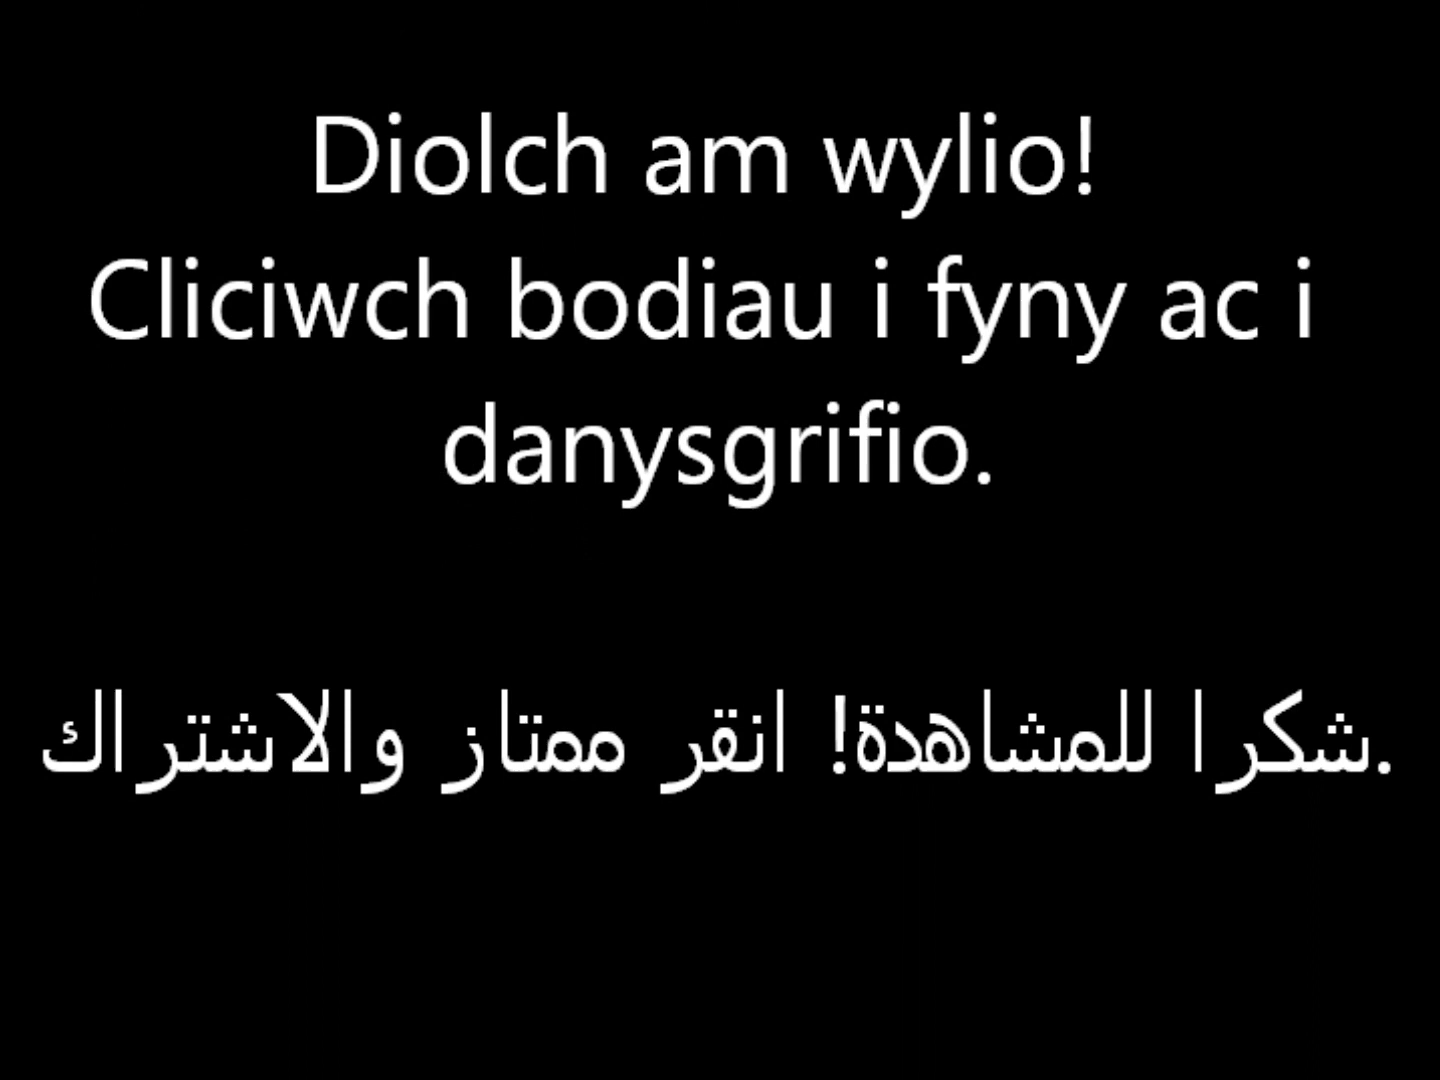 Diolch am wylio!
Cliciwch bodiau i fyny ac i
danysgrifio.
شكرا للمشاهدة! انقر ممتاز والاشتراك.